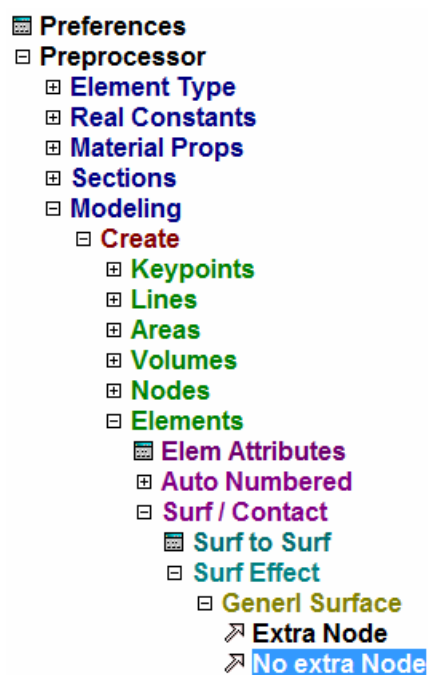 Preferences
Preprocessor
Element Type
Real Constants
Material Props
Sections
Modeling
Create
Keypoints
Lines
Areas
Volumes
Nodes
Elements
Elem Attributes
Auto Numbered
Surf / Contact
Surf to Surf
Surf Effect
Generl Surface
Extra Node
No extra Node